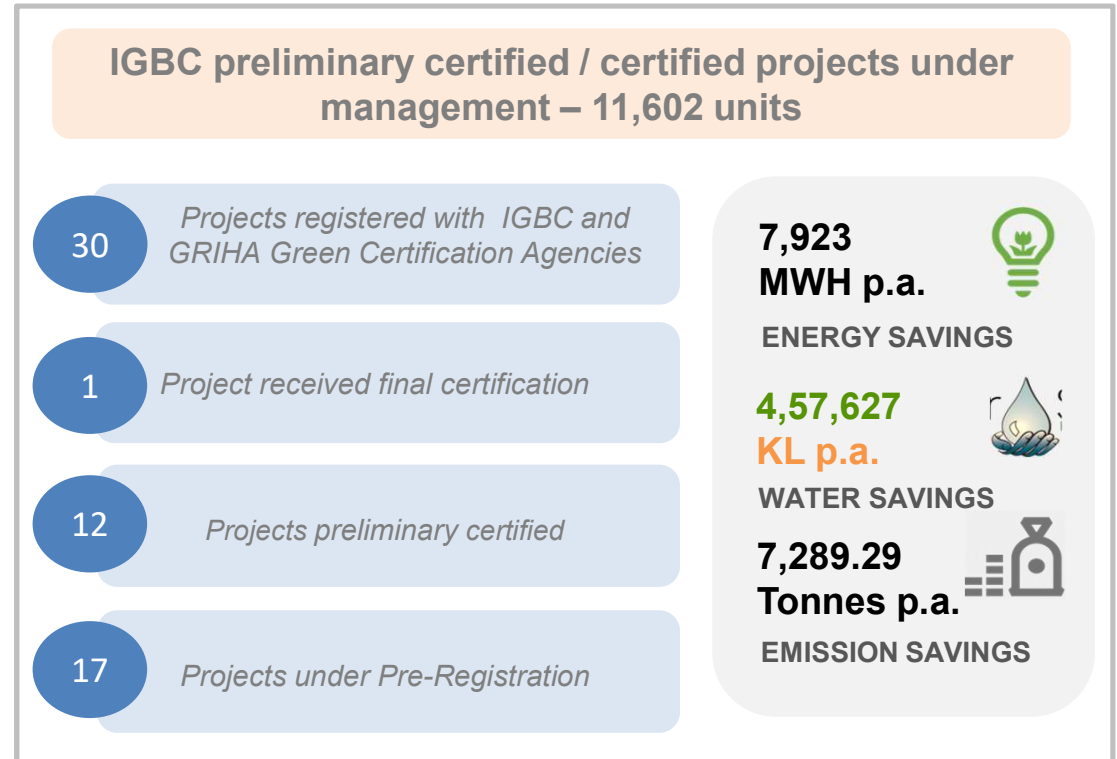 IGBC preliminary certified / certified projects under
management – 11,602 units
30
Projects registered with IGBC and
GRIHA Green Certification Agencies
1
Project received final certification
12
Projects preliminary certified
17
Projects under Pre-Registration
7,923
MWH p.a.
ENERGY SAVINGS
4,57,627
KL p.a.
WATER SAVINGS
7,289.29
Tonnes p.a.
EMISSION SAVINGS